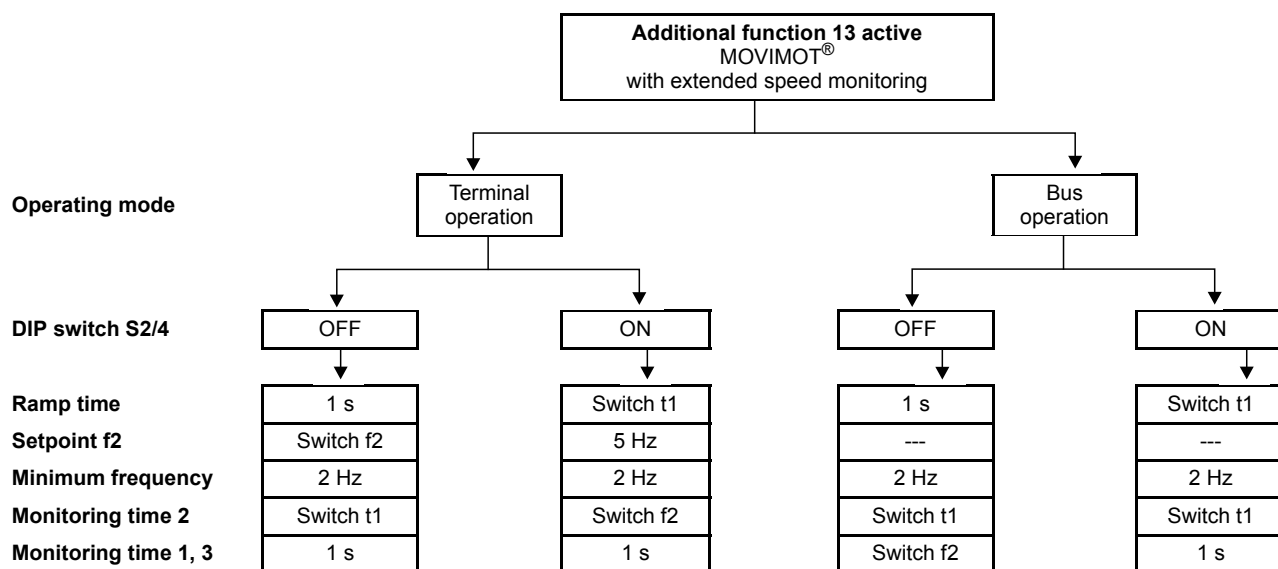 Additional function 13 active
MOVIMOT®
with extended speed monitoring
Operating mode
Terminal
operation
Bus
operation
DIP switch S2/4 OFF ON OFF ON
Ramp time 1 s Switch t1 1 s Switch t1
Setpoint f2 Switch f2 5 Hz --- ---
Minimum frequency 2 Hz 2 Hz 2 Hz 2 Hz
Monitoring time 2 Switch t1 Switch f2 Switch t1 Switch t1
Monitoring time 1, 3 1 s 1 s Switch f2 1 s